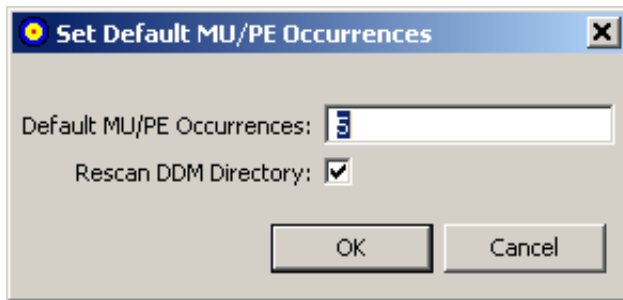 Set Default MU/PE Occurrences
Default MU/PE Occurrences: 5
Rescan DDM Directory:
OK Cancel